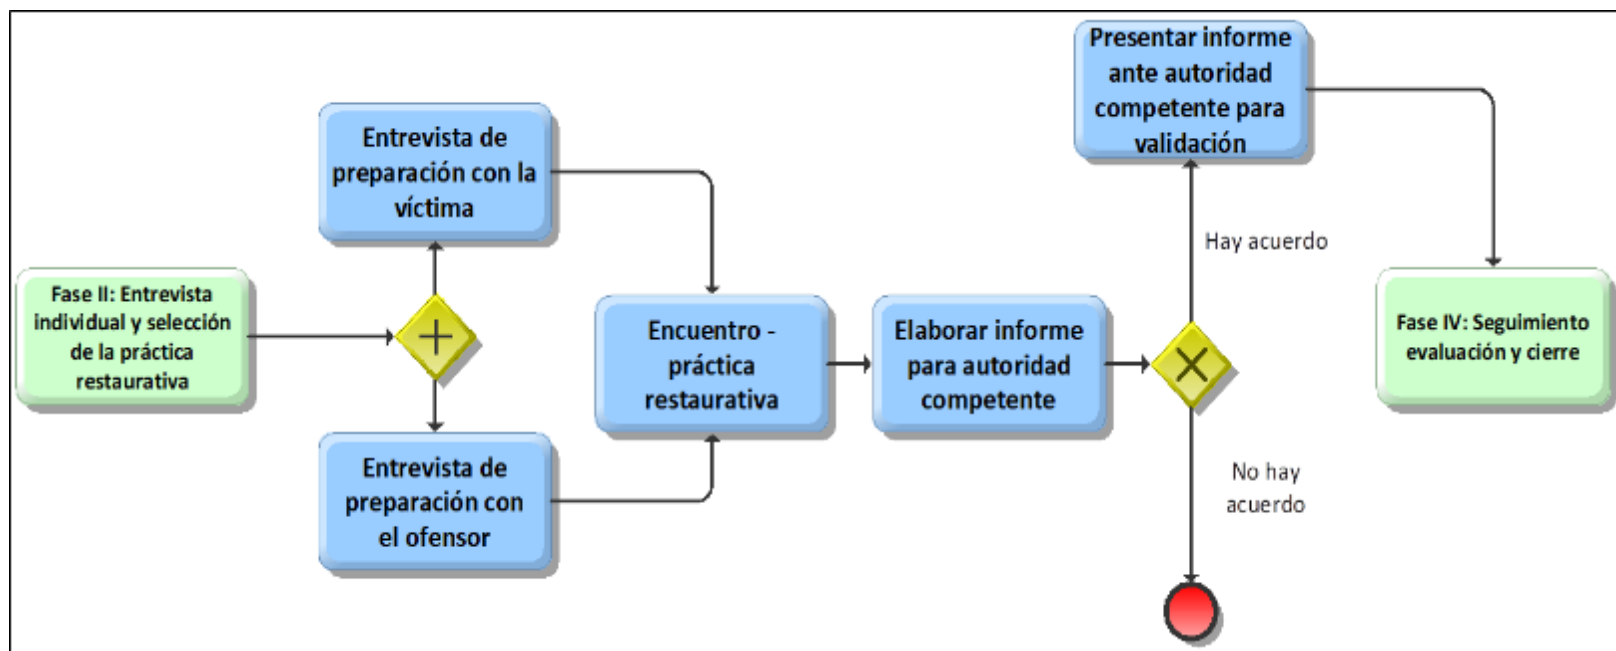 Fase II: Entrevista
individual y selección
de la práctica
restaurativa
Entrevista de
preparación con la
víctima
Entrevista de
preparación con
el ofensor
Encuentro -
práctica
restaurativa
Elaborar informe
para autoridad
competente
Hay acuerdo
No hay
acuerdo
Presentar informe
ante autoridad
competente para
validación
Fase IV: Seguimiento
evaluación y cierre